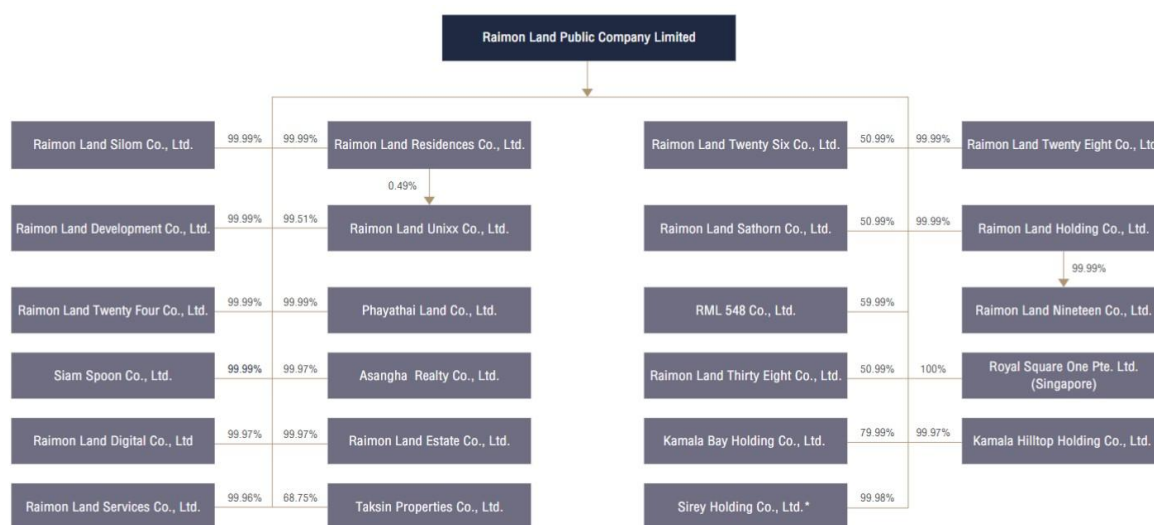 Raimon Land Public Company Limited
Raimon Land Silom Co., Ltd.
99.99%
99.99%
Raimon Land Residences Co., Ltd.
Raimon Land Twenty Six Co., Ltd.
50.99%
99.99%
Raimon Land Twenty Eight Co., Ltd
0.49%
Raimon Land Development Co., Ltd.
99.99%
99.51%
Raimon Land Unixx Co., Ltd.
Raimon Land Sathorn Co., Ltd.
50.99%
99.99%
Raimon Land Holding Co., Ltd.
99.99%
Raimon Land Twenty Four Co., Ltd.
99.99%
99.99%
Phayathai Land Co., Ltd.
RML 548 Co., Ltd.
59.99%
Raimon Land Nineteen Co., Ltd.
Siam Spoon Co., Ltd.
99.99%
99.97%
Asangha Realty Co., Ltd.
Raimon Land Thirty Eight Co., Ltd.
50.99%
100%
Royal Square One Pte. Ltd.
(Singapore)
Raimon Land Digital Co., Ltd
99.97%
99.97%
Raimon Land Estate Co., Ltd.
Kamala Bay Holding Co., Ltd.
79.99%
99.97%
Kamala Hilltop Holding Co., Ltd.
Raimon Land Services Co., Ltd.
99.96%
68.75%
Taksin Properties Co., Ltd.
Sirey Holding Co., Ltd.*
99.98%